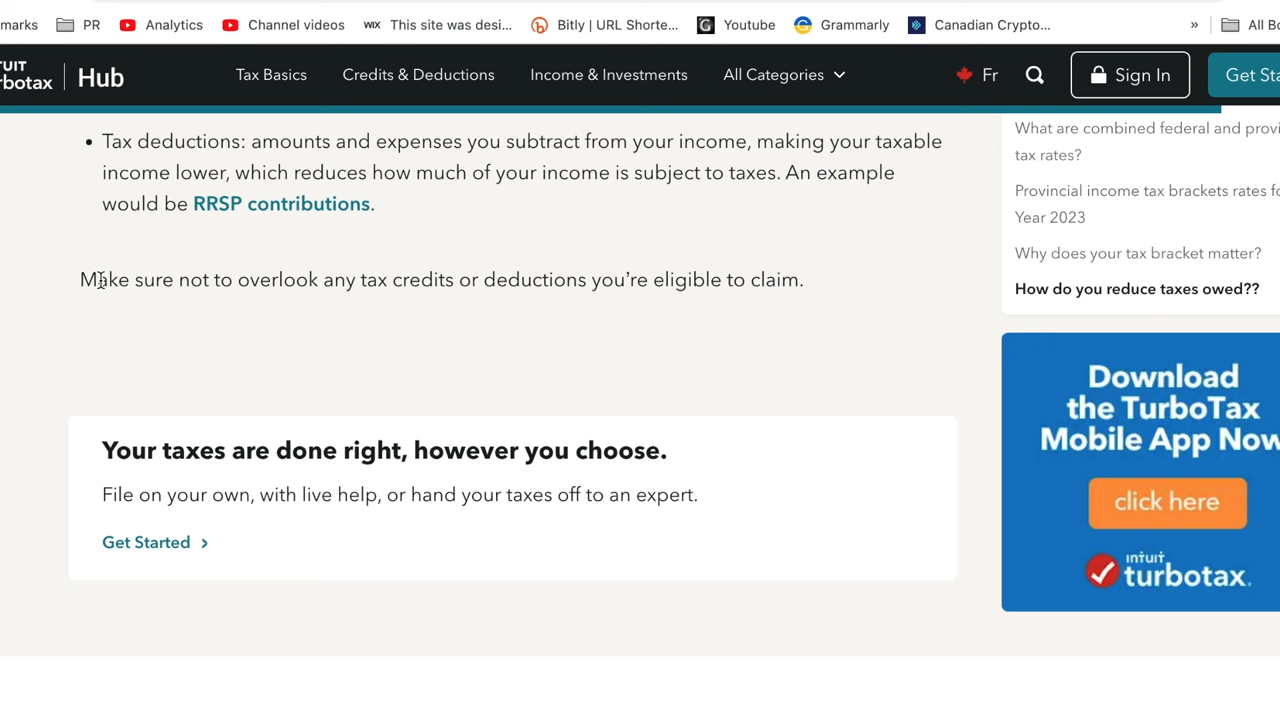 marks PR Analytics Channel videos WIX This site was desi... Bitly | URL Shorte... Youtube Grammarly Canadian Crypto... » All Bo
UIT
rbotax Hub Tax Basics Credits & Deductions Income & Investments All Categories Fr Sign In Get Sta
• Tax deductions: amounts and expenses you subtract from your income, making your taxable
income lower, which reduces how much of your income is subject to taxes. An example
would be RRSP contributions.
Make sure not to overlook any tax credits or deductions you’re eligible to claim.
Your taxes are done right, however you choose.
File on your own, with live help, or hand your taxes off to an expert.
Get Started
What are combined federal and provi
tax rates?
Provincial income tax brackets rates fo
Year 2023
Why does your tax bracket matter?
How do you reduce taxes owed??
Download
the TurboTax
Mobile App Now
click here
intuit
turbotax.